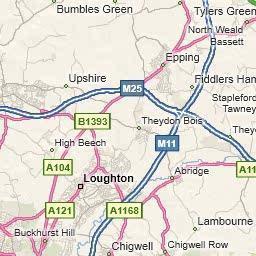 Bumbles Green
Tylers Green
North Weald
Bassett
Epping
Upshire
M25
Fiddlers Ham
Stapleford
Tawney
B1393
Theydon Bois
They
High Beech
M11
A104
Loughton
Abridge
A11
A121
A1168
Lambourne
Buckhurst Hill
Chigwell
Chigwell Row